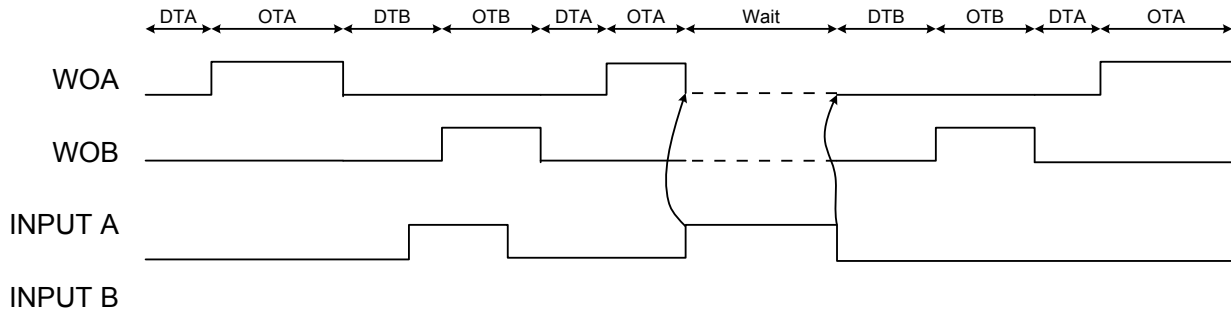 DTA OTA DTB OTB DTA OTA Wait DTB OTB DTA OTA
WOA
WOB
INPUT A
INPUT B